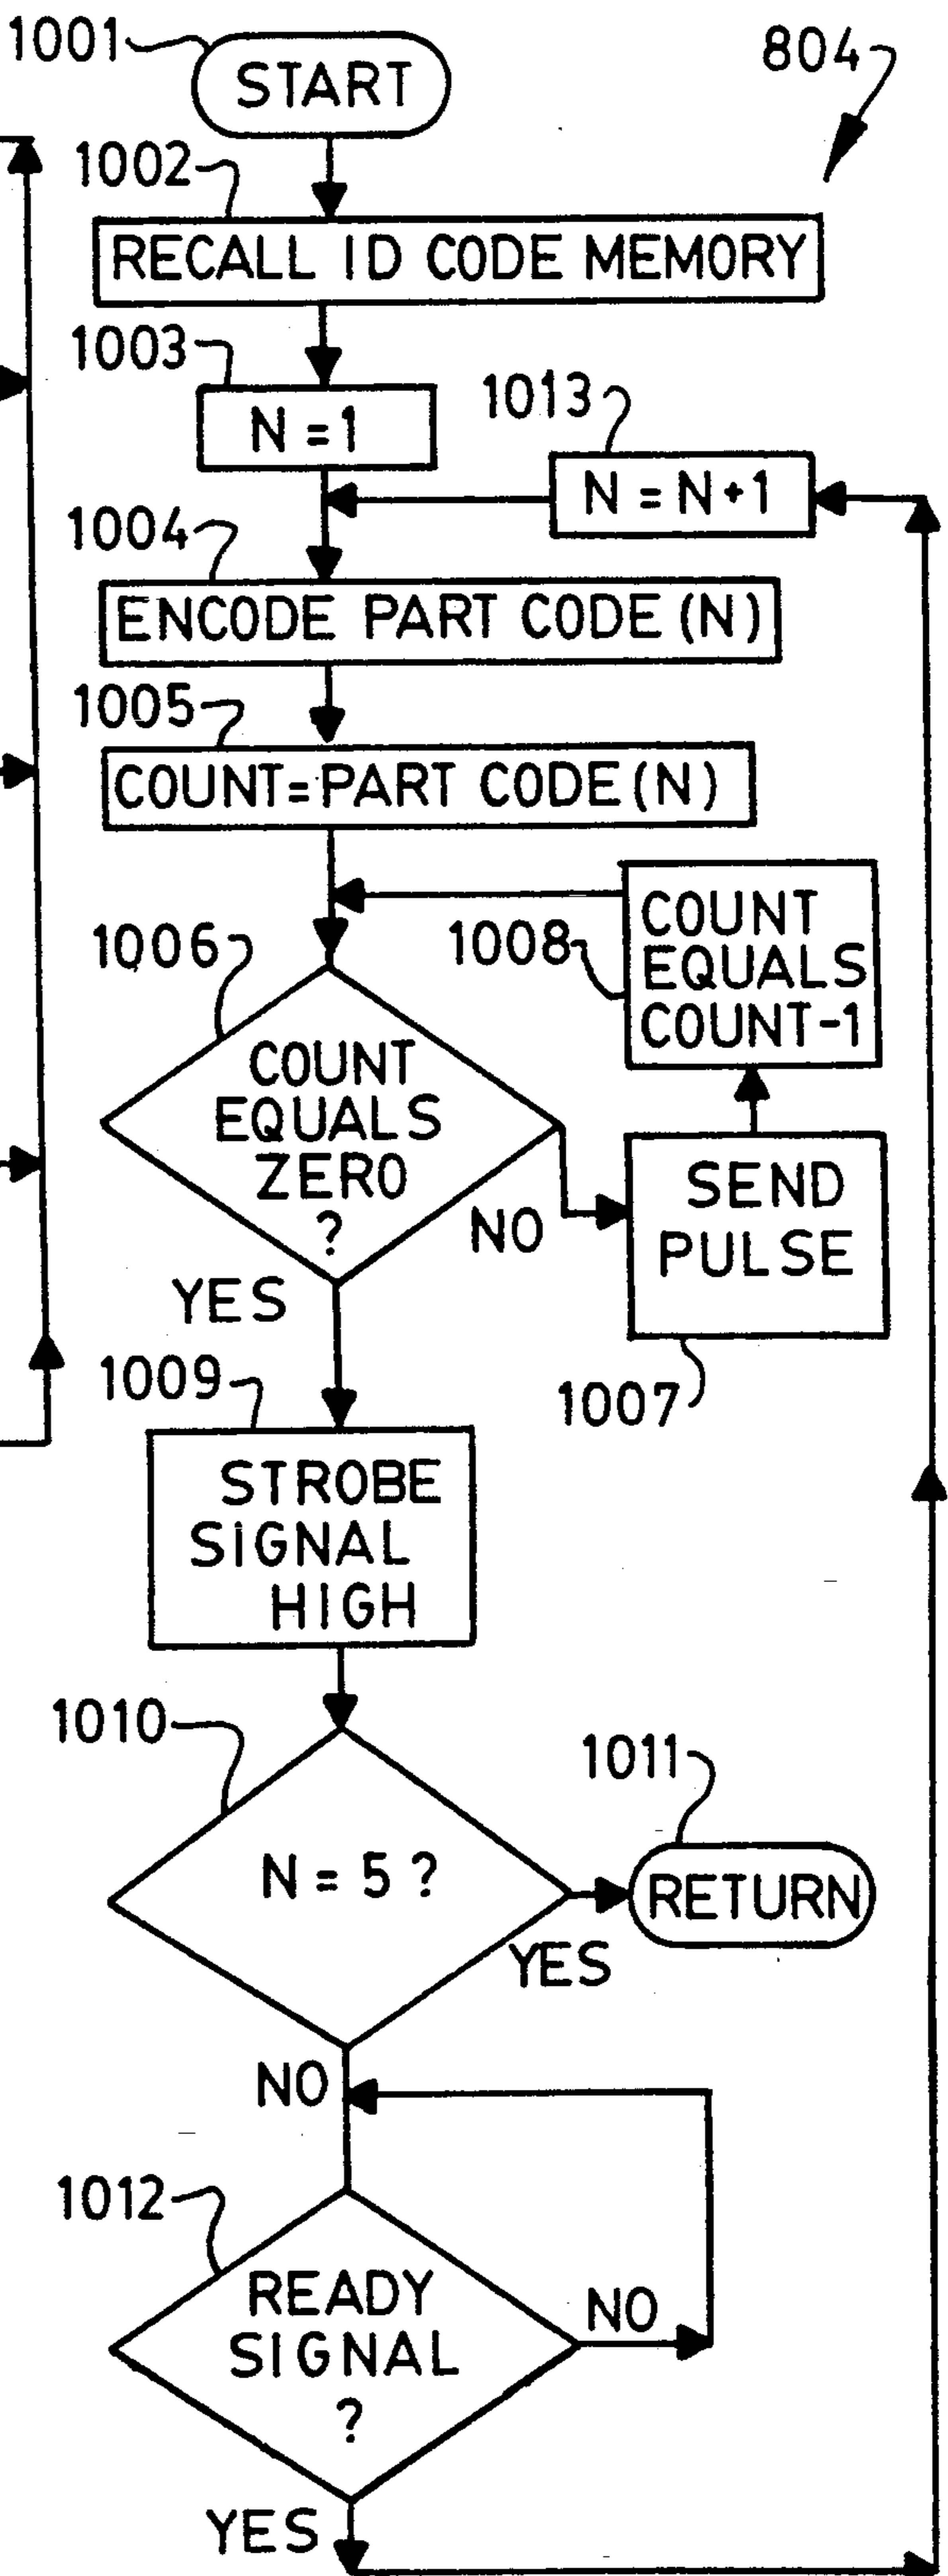 1001
START
804
1002
RECALL ID CODE MEMORY
1003
N = 1
1013
N = N+1
1004
ENCODE PART CODE (N)
1005
COUNT=PART CODE (N)
1006
COUNT
EQUALS
ZERO
?
NO
YES
1008
COUNT
EQUALS
COUNT-1
SEND
PULSE
1007
1009
STROBE
SIGNAL
HIGH
1010
N = 5 ?
YES
NO
1011
RETURN
1012
READY
SIGNAL
?
NO
YES